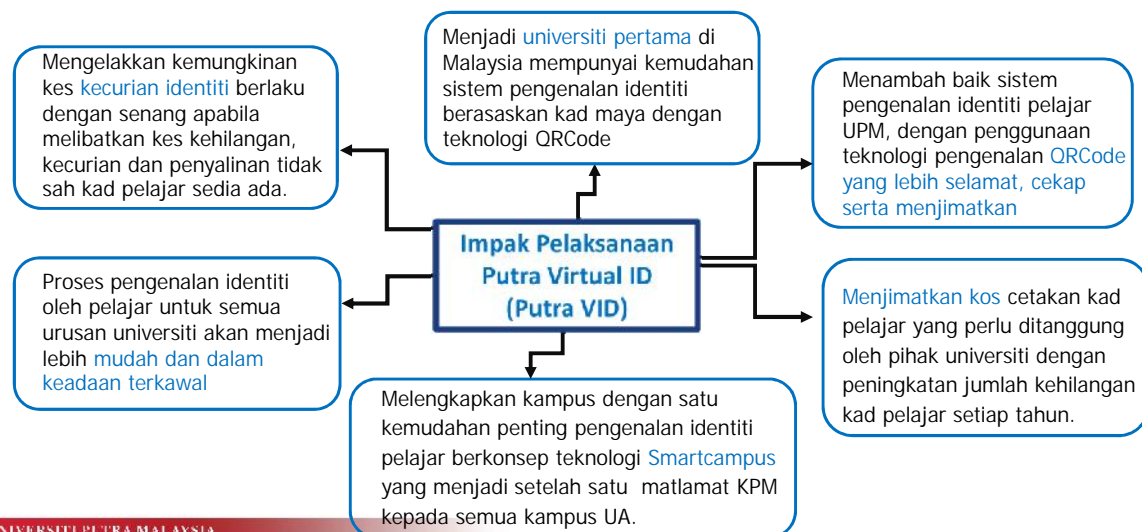 Mengelakkan kemungkinan
kes kecurian identiti berlaku
dengan senang apabila
melibatkan kes kehilangan,
kecurian dan penyalinan tidak
sah kad pelajar sedia ada.
Menjadi universiti pertama di
Malaysia mempunyai kemudahan
sistem pengenalan identiti
berasaskan kad maya dengan
teknologi QRCode
Menambah baik sistem
pengenalan identiti pelajar
UPM, dengan penggunaan
teknologi pengenalan QRCode
yang lebih selamat, cekap
serta menjimatkan
Impak Pelaksanaan
Putra Virtual ID
(Putra VID)
Proses pengenalan identiti
oleh pelajar untuk semua
urusan universiti akan menjadi
lebih mudah dan dalam
keadaan terkawal
Menjimatkan kos cetakan kad
pelajar yang perlu ditanggung
oleh pihak universiti dengan
peningkatan jumlah kehilangan
kad pelajar setiap tahun.
Melengkapkan kampus dengan satu
kemudahan penting pengenalan identiti
pelajar berkonsep teknologi Smartcampus
yang menjadi setelah satu matlamat KPM
kepada semua kampus UA.
UNIVERSITI PUTRA MALAYSIA